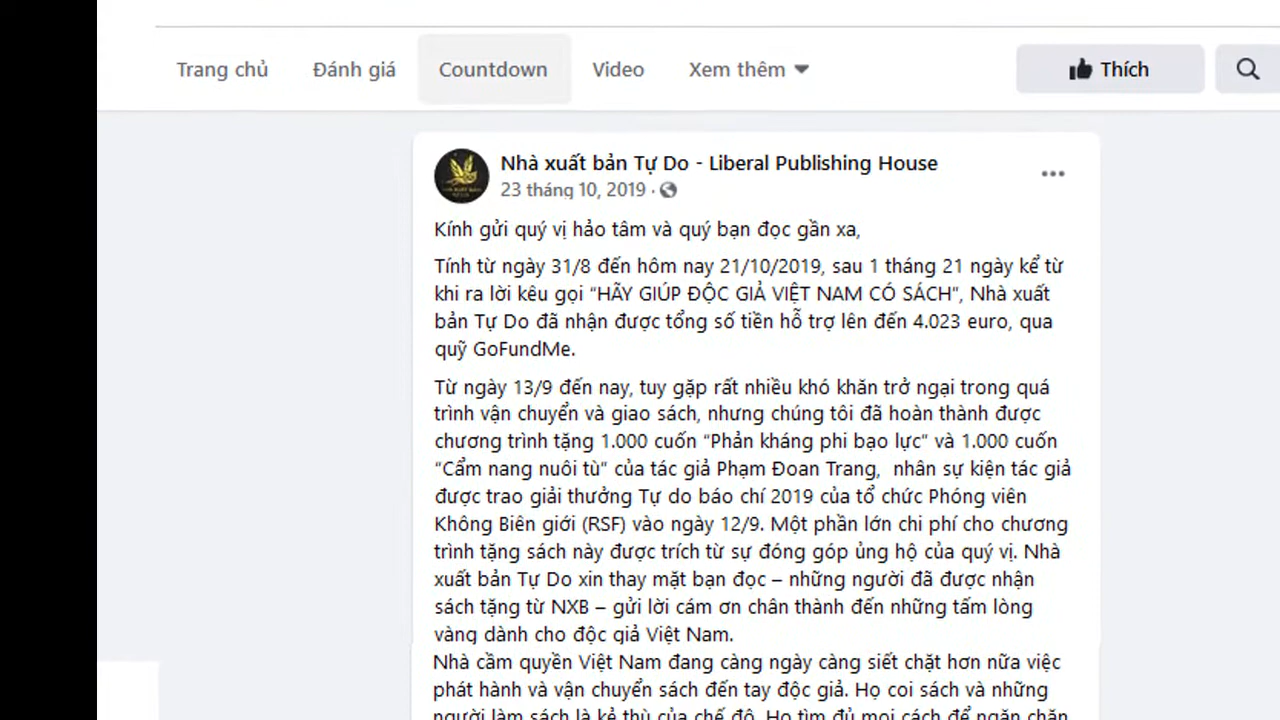 Trang chủ Đánh giá Countdown Video Xem thêm Thích
Nhà xuất bản Tự Do - Liberal Publishing House
23 tháng 10, 2019 ·
Kính gửi quý vị hảo tâm và quý bạn đọc gần xa,
Tính từ ngày 31/8 đến hôm nay 21/10/2019, sau 1 tháng 21 ngày kể từ
khi ra lời kêu gọi “HÃY GIÚP ĐỘC GIẢ VIỆT NAM CÓ SÁCH”, Nhà xuất
bản Tự Do đã nhận được tổng số tiền hỗ trợ lên đến 4.023 euro, qua
quỹ GoFundMe.
Từ ngày 13/9 đến nay, tuy gặp rất nhiều khó khăn trở ngại trong quá
trình vận chuyển và giao sách, nhưng chúng tôi đã hoàn thành được
chương trình tặng 1.000 cuốn “Phản kháng phi bạo lực” và 1.000 cuốn
“Cẩm nang nuôi tù” của tác giả Phạm Đoan Trang, nhân sự kiện tác giả
được trao giải thưởng Tự do báo chí 2019 của tổ chức Phóng viên
Không Biên giới (RSF) vào ngày 12/9. Một phần lớn chi phí cho chương
trình tặng sách này được trích từ sự đóng góp ủng hộ của quý vị. Nhà
xuất bản Tự Do xin thay mặt bạn đọc – những người đã được nhận
sách tặng từ NXB – gửi lời cám ơn chân thành đến những tấm lòng
vàng dành cho độc giả Việt Nam.
Nhà cầm quyền Việt Nam đang càng ngày càng siết chặt hơn nữa việc
phát hành và vận chuyển sách đến tay độc giả. Họ coi sách và những
người làm sách là kẻ thù của chế độ. Họ tìm đủ mọi cách để ngăn chặn